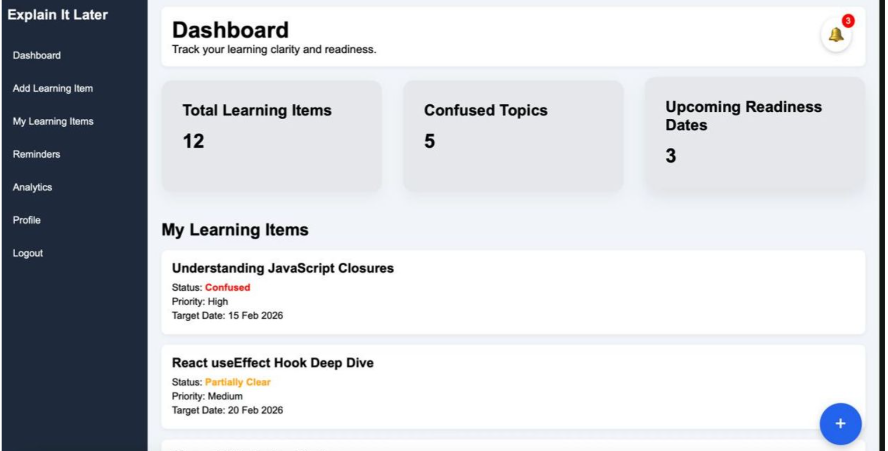 Explain It Later
Dashboard
Add Learning Item
My Learning Items
Reminders
Analytics
Profile
Logout
Dashboard
Track your learning clarity and readiness.
3
Total Learning Items
12
Confused Topics
5
Upcoming Readiness
Dates
3
My Learning Items
Understanding JavaScript Closures
Status: Confused
Priority: High
Target Date: 15 Feb 2026
React useEffect Hook Deep Dive
Status: Partially Clear
Priority: Medium
Target Date: 20 Feb 2026
+